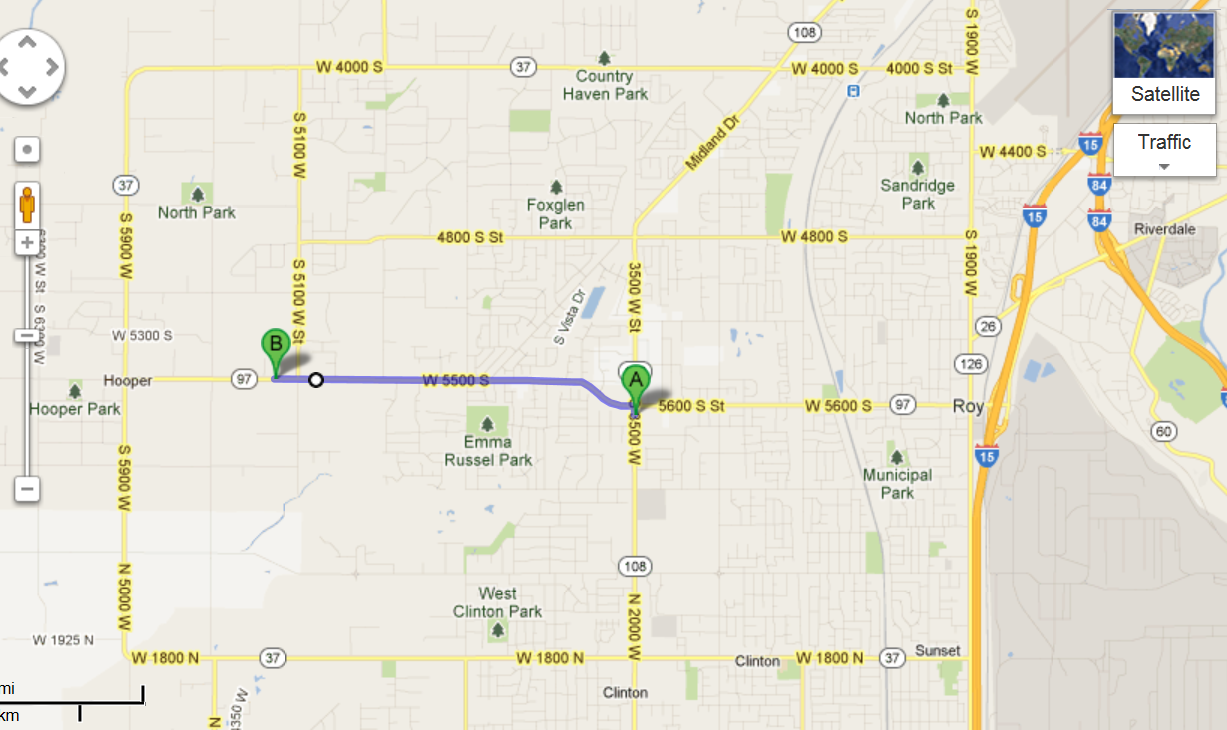 108
W 4000 S
37
W 4000 S
4000 S St
S 1900 W
Country
Haven Park
Satellite
North Park
S 5100 W
Midland Dr
Traffic
W 4400 S
15
84
37
North Park
Foxglen
Park
Sandridge
Park
15
84
Riverdale
S 5900 W
4800 S St
W 4800 S
S 1900 W
S 5100 W St
3500 W St
S Vista Dr
W 5300 S
26
B
126
Hooper
97
W 5500 S
A
5600 S St
W 5600 S
97
Roy
Hooper Park
60
Emma
Russel Park
S 5900 W
15
Municipal
Park
108
N 5000 W
West
Clinton Park
N 2000 W
W 1925 N
W 1800 N
37
W 1800 N
Clinton
W 1800 N
37
Sunset
mi
Clinton
km
N
4350 W